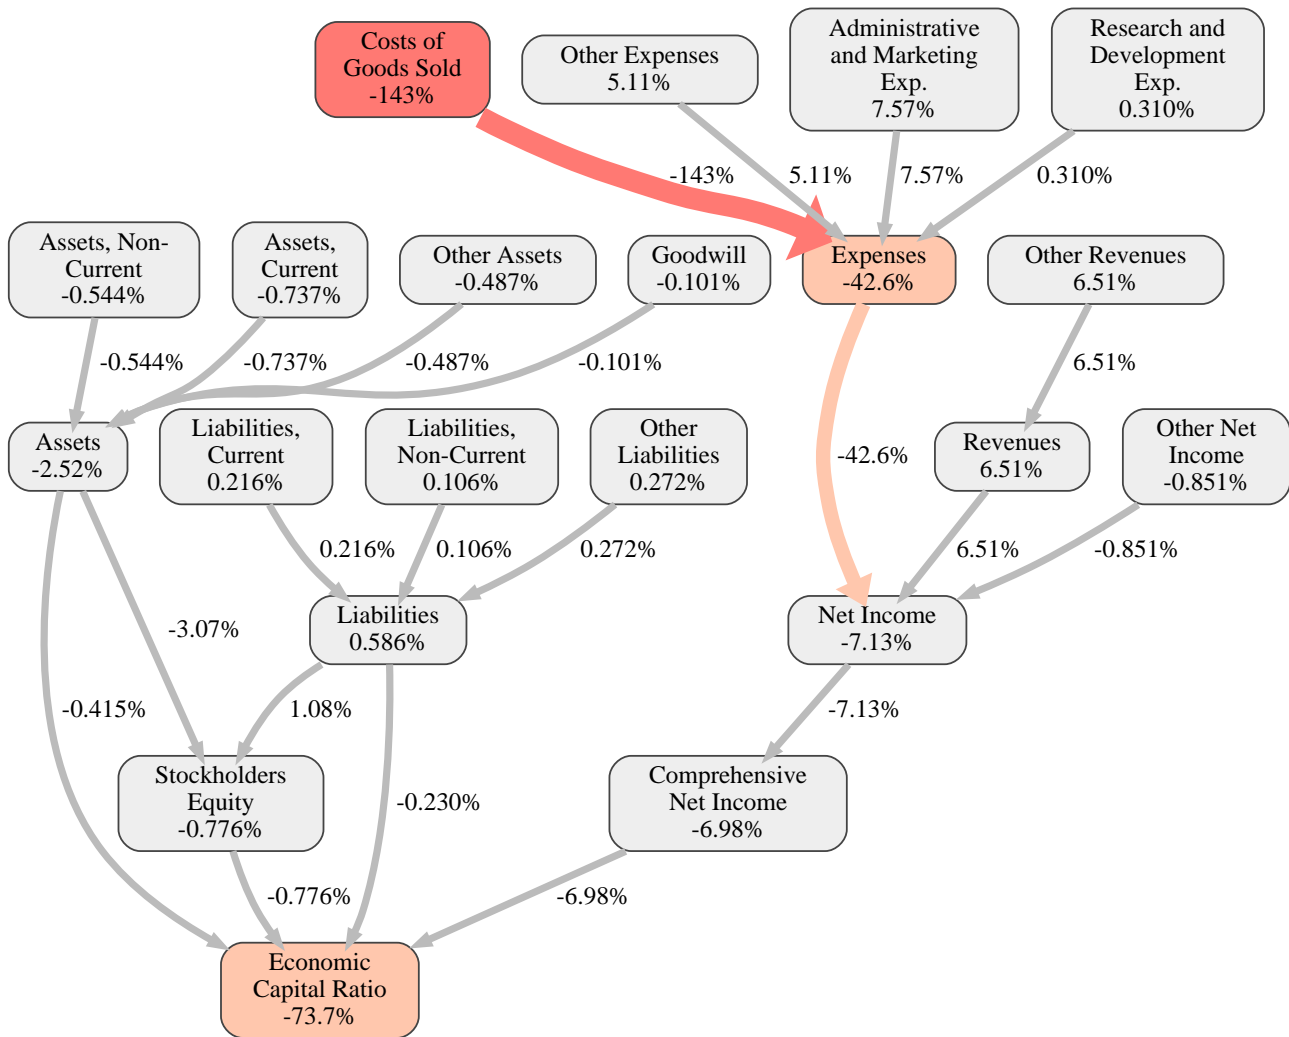 Costs of
Goods Sold
-143%
Other Expenses
5.11%
Administrative
and Marketing
Exp.
7.57%
Research and
Development
Exp.
0.310%
-143%
5.11%
7.57%
0.310%
Assets, Non-
Current
-0.544%
Assets,
Current
-0.737%
Other Assets
-0.487%
Goodwill
-0.101%
Expenses
-42.6%
Other Revenues
6.51%
-0.544%
-0.737%
-0.487%
-0.101%
6.51%
Assets
-2.52%
Liabilities,
Current
0.216%
Liabilities,
Non-Current
0.106%
Other
Liabilities
0.272%
-42.6%
Revenues
6.51%
Other Net
Income
-0.851%
0.216%
0.106%
0.272%
6.51%
-0.851%
-3.07%
Liabilities
0.586%
Net Income
-7.13%
-0.415%
1.08%
-7.13%
Stockholders
Equity
-0.776%
-0.230%
Comprehensive
Net Income
-6.98%
-0.776%
-6.98%
Economic
Capital Ratio
-73.7%